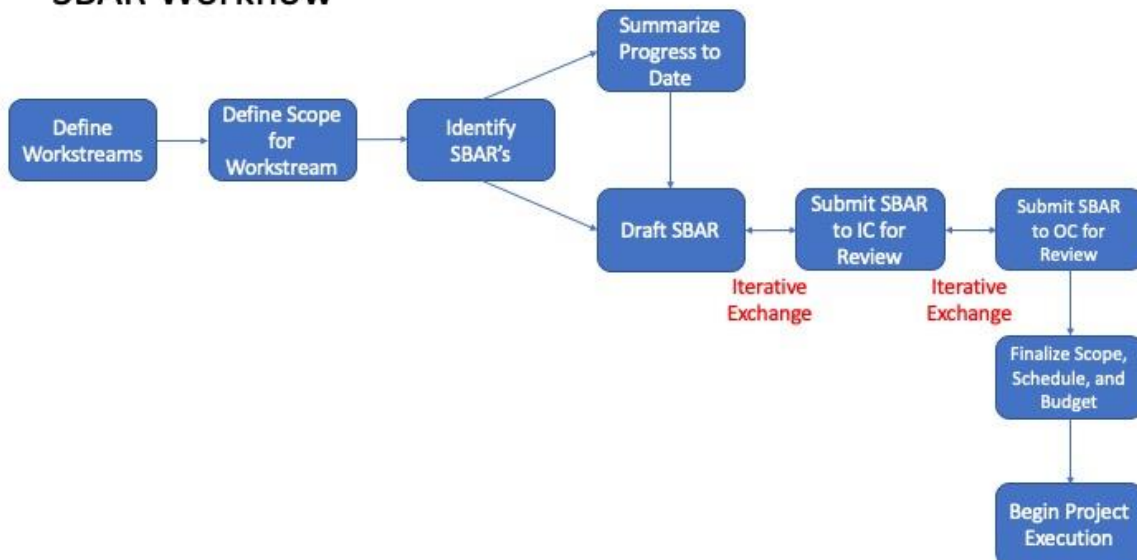 SBAR Workflow
Summarize
Progress to
Date
Define
Workstreams
Define Scope
for
Workstream
Identify
SBAR's
Draft SBAR
Submit SBAR
to IC for
Review
Submit SBAR
to OC for
Review
Iterative
Exchange
Iterative
Exchange
Finalize Scope,
Schedule, and
Budget
Begin Project
Execution